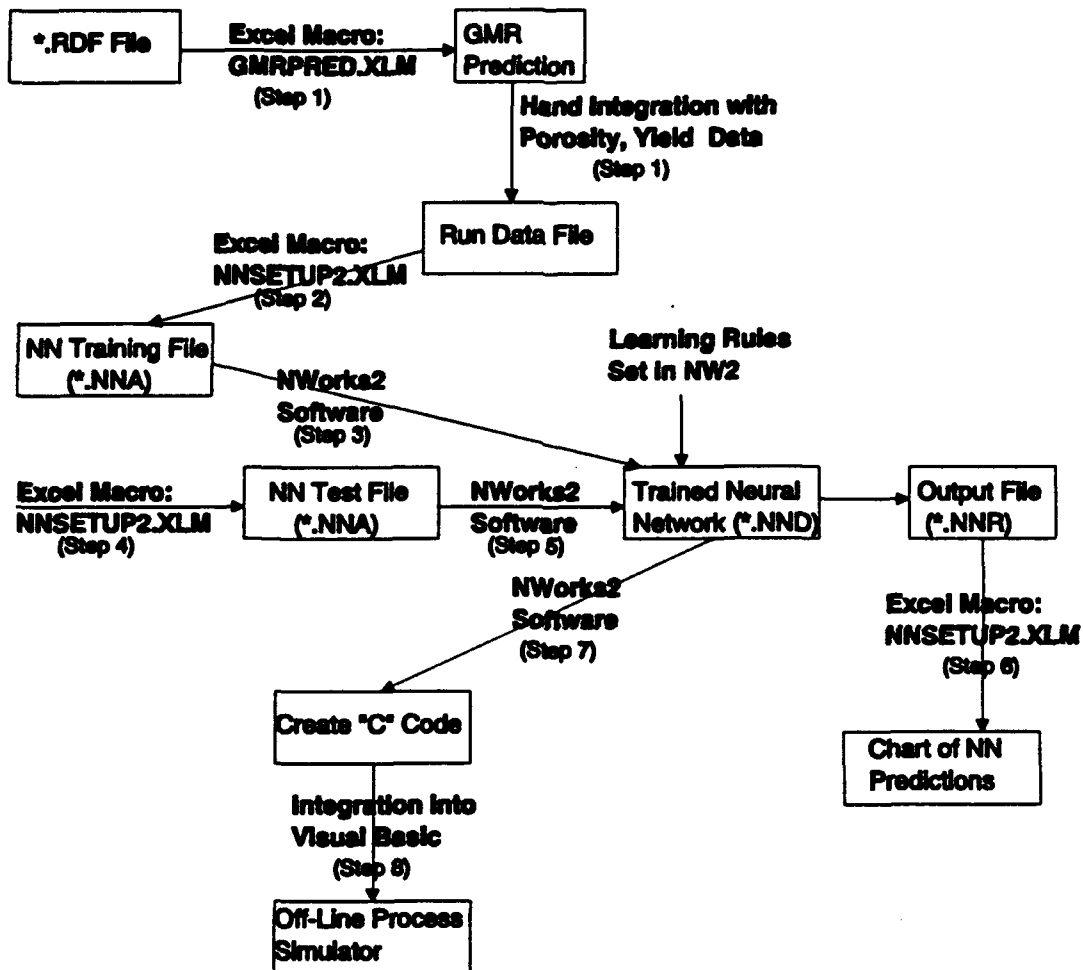 *.RDF File
Excel Macro:
GMRPRED.XLM
(Step 1)
GMR
Prediction
Hand Integration with
Porosity, Yield Data
(Step 1)
Run Data File
Excel Macro:
NNSETUP2.XLM
(Step 2)
NN Training File
(*.NNA)
NWorks2
Software
(Step 3)
Learning Rules
Set in NW2
Excel Macro:
NNSETUP2.XLM
(Step 4)
NN Test File
(*.NNA)
NWorks2
Software
(Step 5)
Trained Neural
Network (*.NND)
Output File
(*.NNR)
NWorks2
Software
(Step 7)
Excel Macro:
NNSETUP2.XLM
(Step 6)
Create "C" Code
Chart of NN
Predictions
Integration into
Visual Basic
(Step 8)
Off-Line Process
Simulator